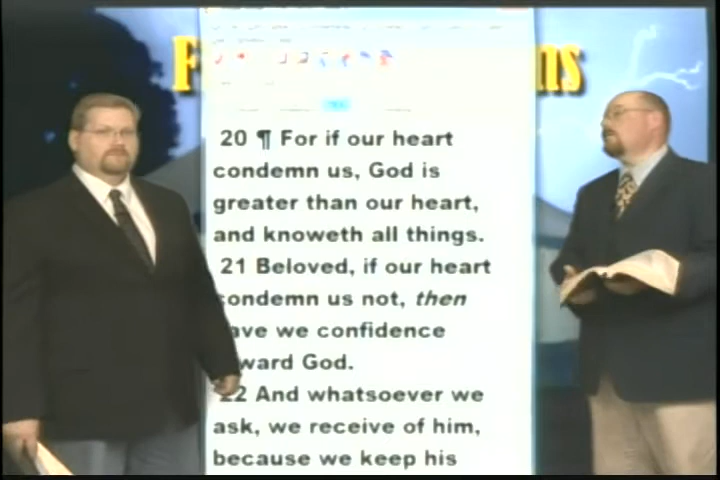 F ns
20 ¶ For if our heart
condemn us, God is
greater than our heart,
and knoweth all things.
21 Beloved, if our heart
condemn us not, then
ave we confidence
ward God.
22 And whatsoever we
ask, we receive of him,
because we keep his